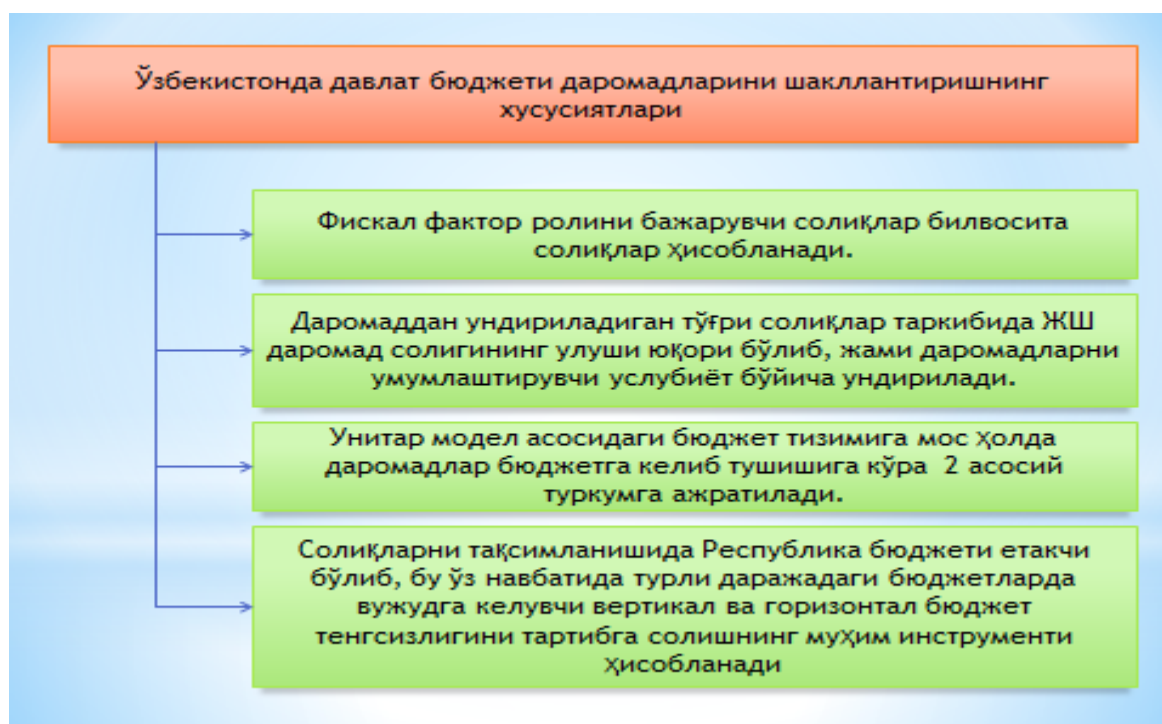 Ўзбекистонда давлат бюджети даромадларини шакллантиришнинг
хусусиятлари
Фискал фактор ролини бажарувчи солиқлар билвосита
солиқлар ҳисобланади.
Даромаддан ундириладиган тўғри солиқлар таркибида ЖШ
даромад солигининг улуши юқори бўлиб, жами даромадларни
умумлаштирувчи услубиёт бўйича ундирилади.
Унитар модел асосидаги бюджет тизимига мос ҳолда
даромадлар бюджетга келиб тушишига кўра 2 асосий
туркумга ажратилади.
Солиқларни тақсимланишида Республика бюджети етакчи
бўлиб, бу ўз навбатида турли даражадаги бюджетларда
вужудга келувчи вертикал ва горизонтал бюджет
тенгсизлигини тартибга солишнинг муҳим инструменти
ҳисобланади